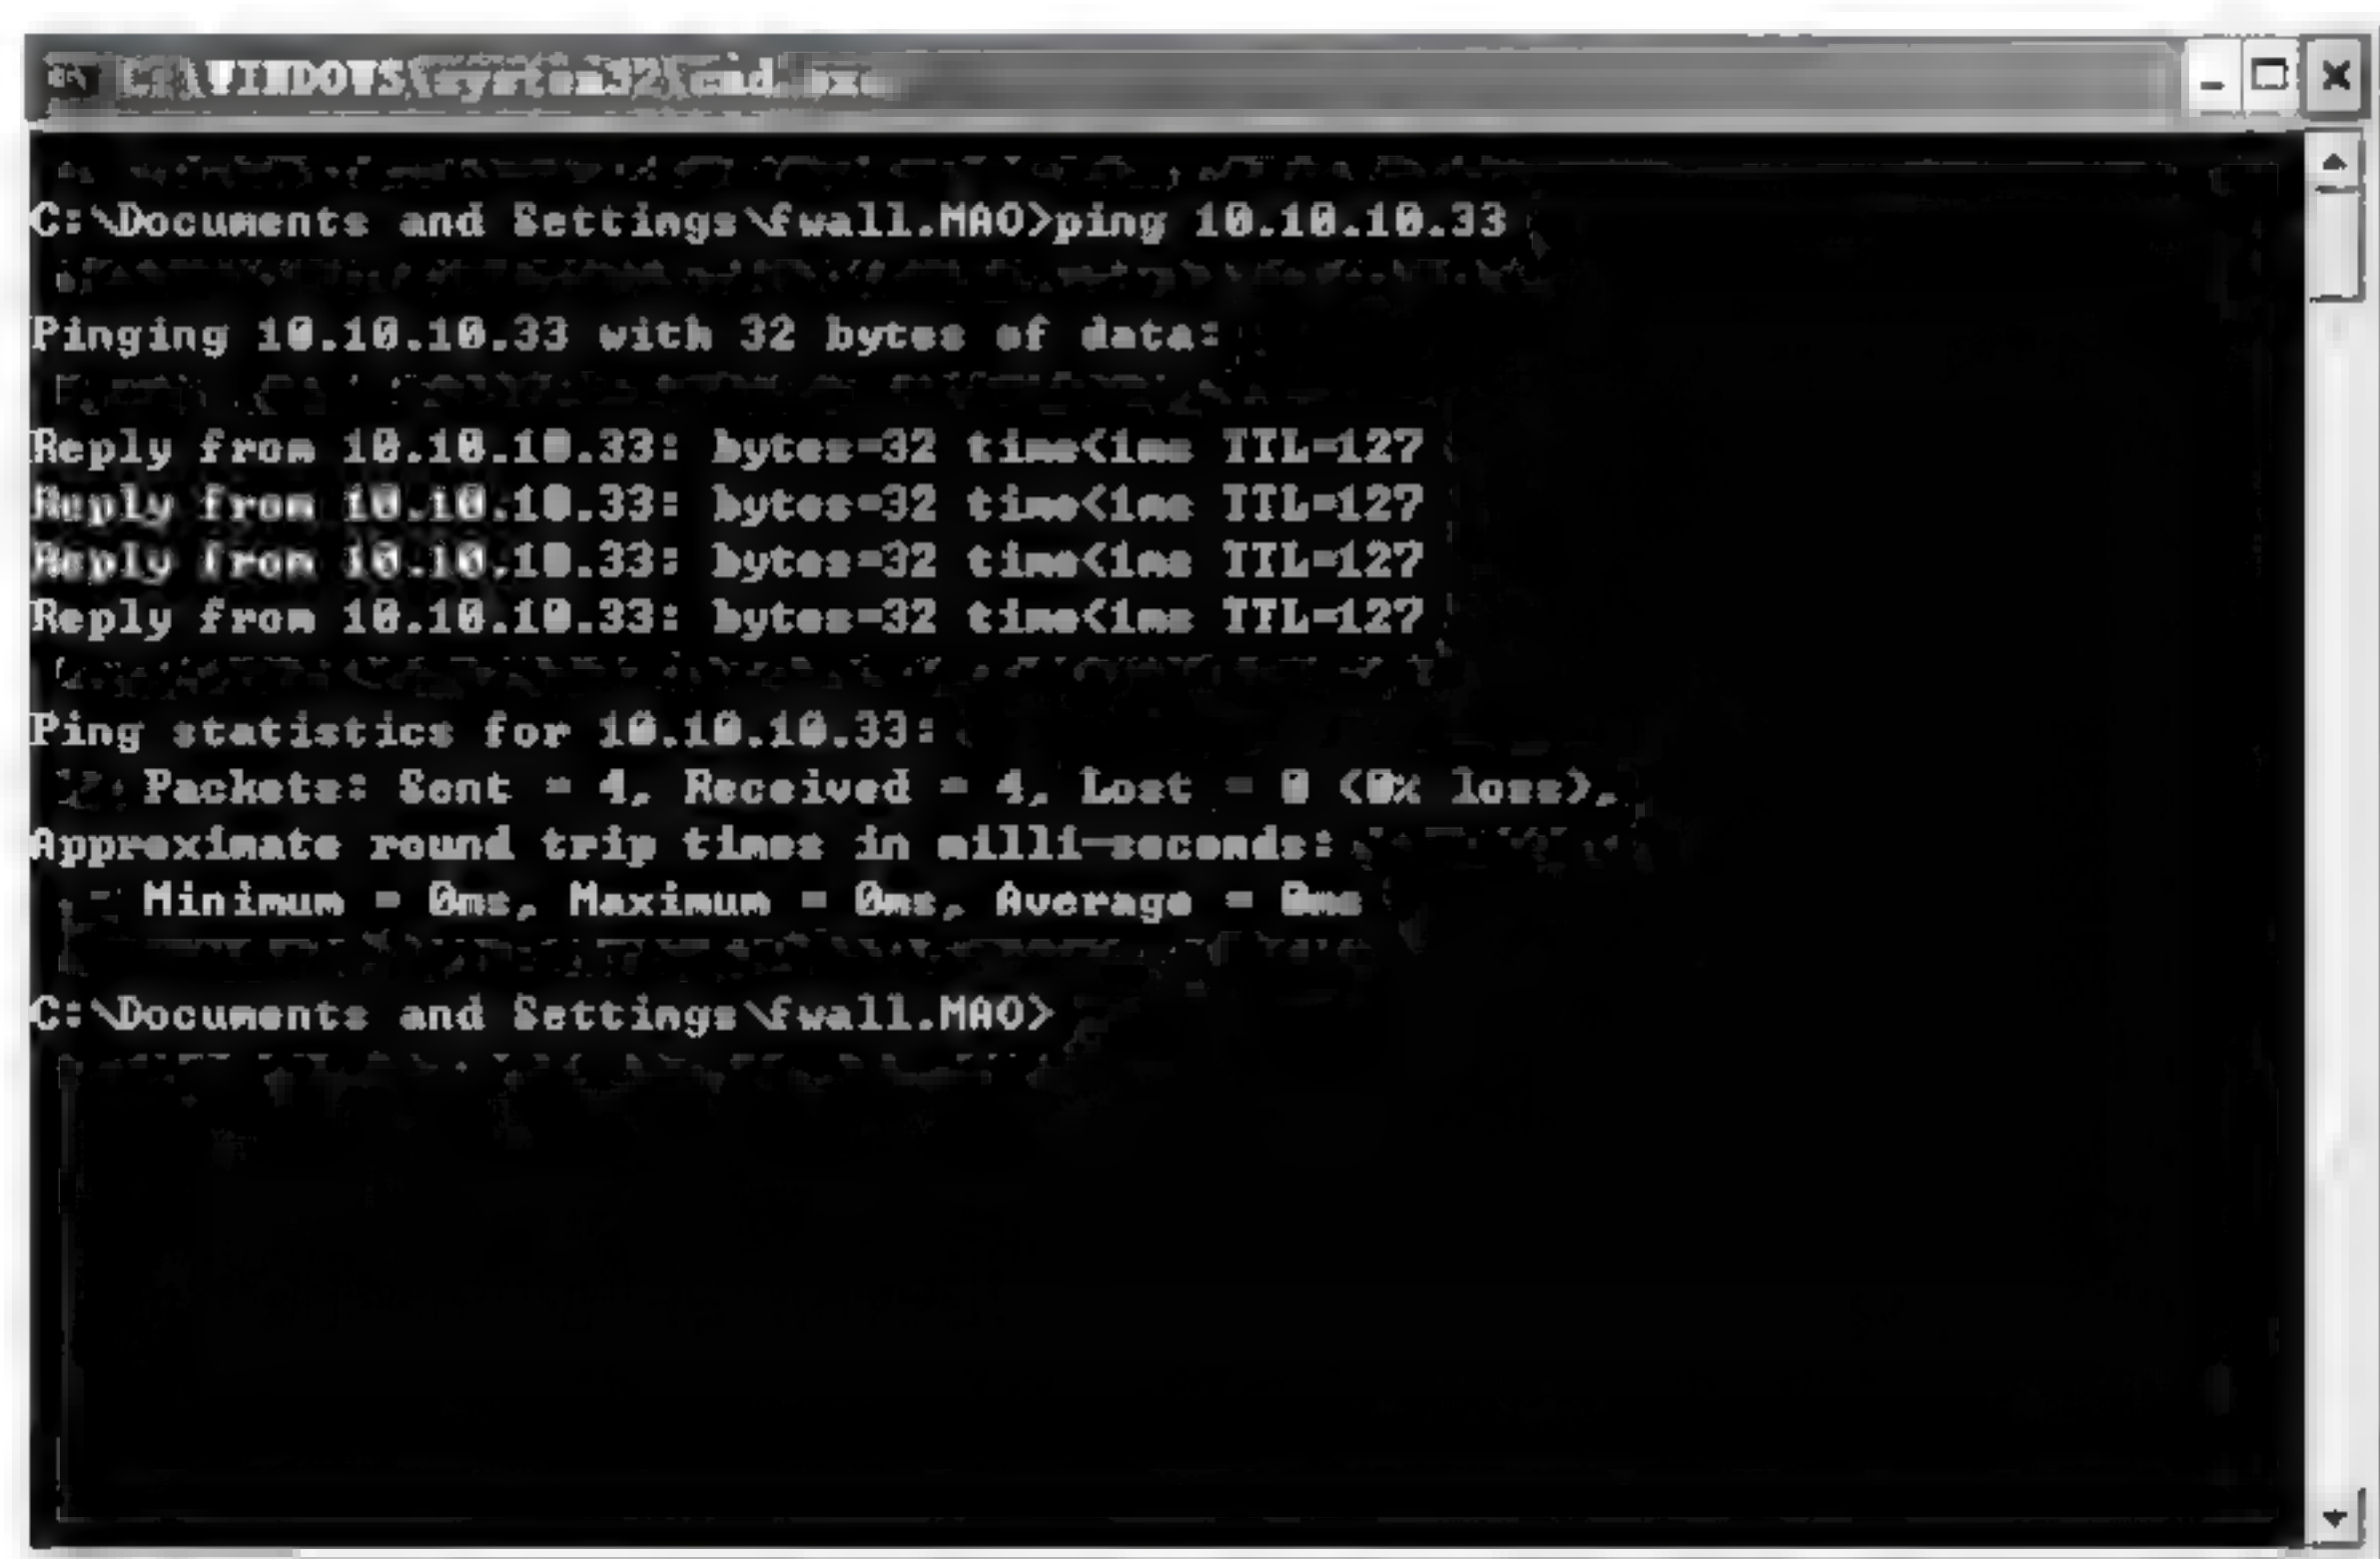 C:\WINDOWS\system32\cmd.exe
C:\Documents and Settings\fwall.MAO>ping 10.10.10.33
Pinging 10.10.10.33 with 32 bytes of data:
Reply from 10.10.10.33: bytes=32 time<1ms TTL=127
Reply from 10.10.10.33: bytes=32 time<1ms TTL=127
Reply from 10.10.10.33: bytes=32 time<1ms TTL=127
Reply from 10.10.10.33: bytes=32 time<1ms TTL=127
Ping statistics for 10.10.10.33:
Packets: Sent = 4, Received = 4, Lost = 0 (0% loss),
Approximate round trip times in milli-seconds:
Minimum = 0ms, Maximum = 0ms, Average = 0ms
C:\Documents and Settings\fwall.MAO>